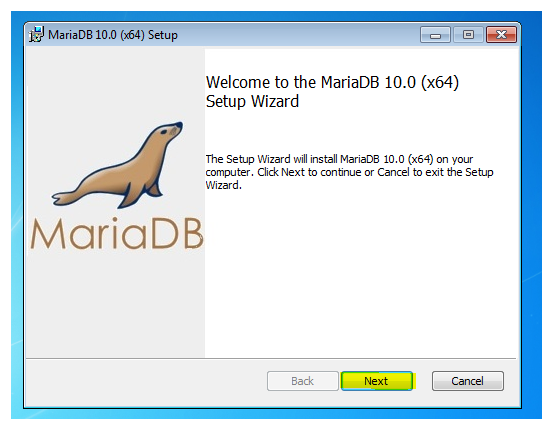 MariaDB 10.0 (x64) Setup
Welcome to the MariaDB 10.0 (x64)
Setup Wizard
The Setup Wizard will install MariaDB 10.0 (x64) on your
computer. Click Next to continue or Cancel to exit the Setup
Wizard.
MariaDB
Back
Next
Cancel